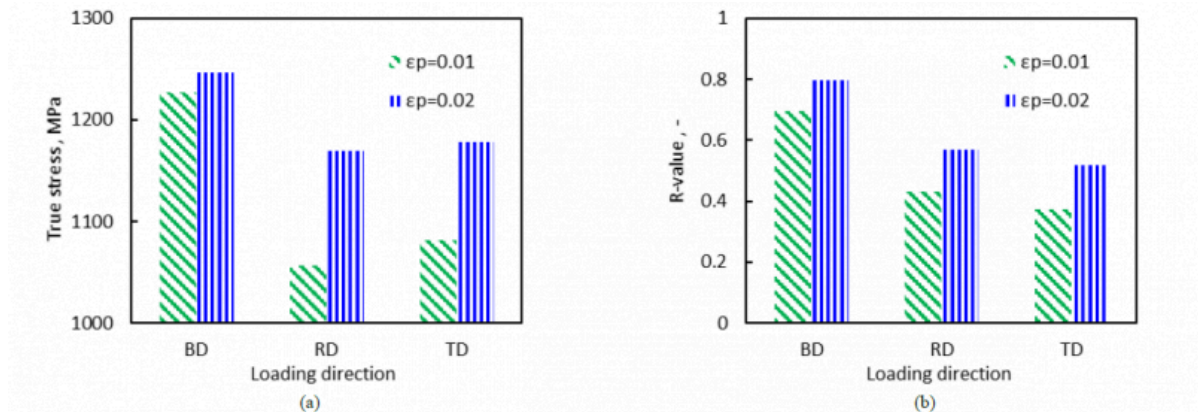 1300
1200
1100
1000
True stress, MPa
εp=0.01
εp=0.02
BD RD TD
Loading direction
(a)
1
0.8
0.6
0.4
0.2
0
R-value , -
εp=0.01
εp=0.02
BD RD TD
Loading direction
(b)